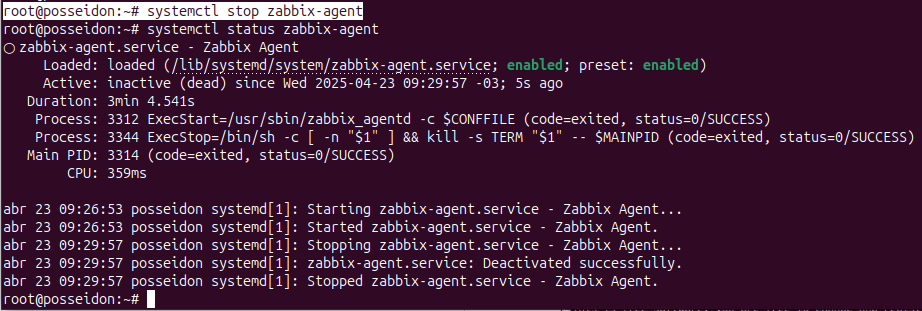 root@posseidon:~# systemctl stop zabbix-agent
root@posseidon:~# systemctl status zabbix-agent
○ zabbix-agent.service - Zabbix Agent
Loaded: loaded (/lib/systemd/system/zabbix-agent.service; enabled; preset: enabled)
Active: inactive (dead) since Wed 2025-04-23 09:29:57 -03; 5s ago
Duration: 3min 4.541s
Process: 3312 ExecStart=/usr/sbin/zabbix_agentd -c $CONFFILE (code=exited, status=0/SUCCESS)
Process: 3344 ExecStop=/bin/sh -c [ -n "$1" ] && kill -s TERM "$1" -- $MAINPID (code=exited, status=0/SUCCESS)
Main PID: 3314 (code=exited, status=0/SUCCESS)
CPU: 359ms
abr 23 09:26:53 posseidon systemd[1]: Starting zabbix-agent.service - Zabbix Agent...
abr 23 09:26:53 posseidon systemd[1]: Started zabbix-agent.service - Zabbix Agent.
abr 23 09:29:57 posseidon systemd[1]: Stopping zabbix-agent.service - Zabbix Agent...
abr 23 09:29:57 posseidon systemd[1]: zabbix-agent.service: Deactivated successfully.
abr 23 09:29:57 posseidon systemd[1]: Stopped zabbix-agent.service - Zabbix Agent.
root@posseidon:~#